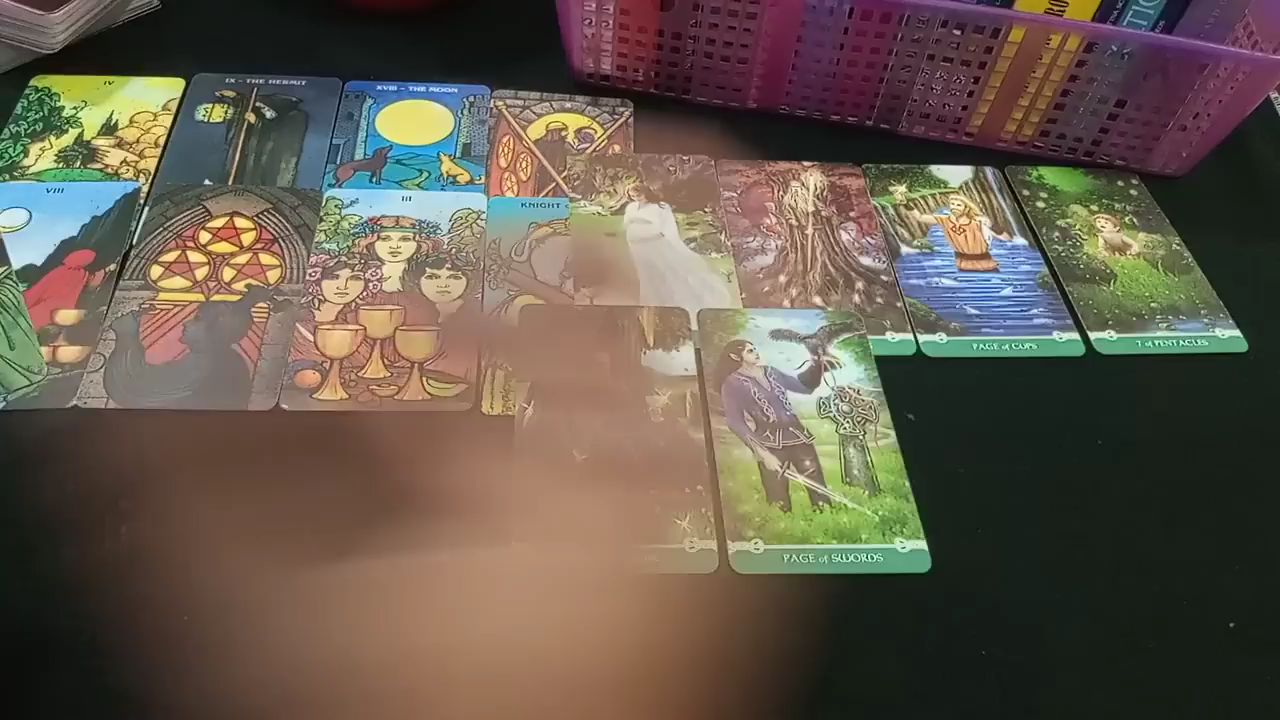 IV
IX - THE HERMIT
XVIII - THE MOON
VIII
III
KNIGHT
PAGE of CUPS
7 of PENTACLES
PAGE of SWORDS